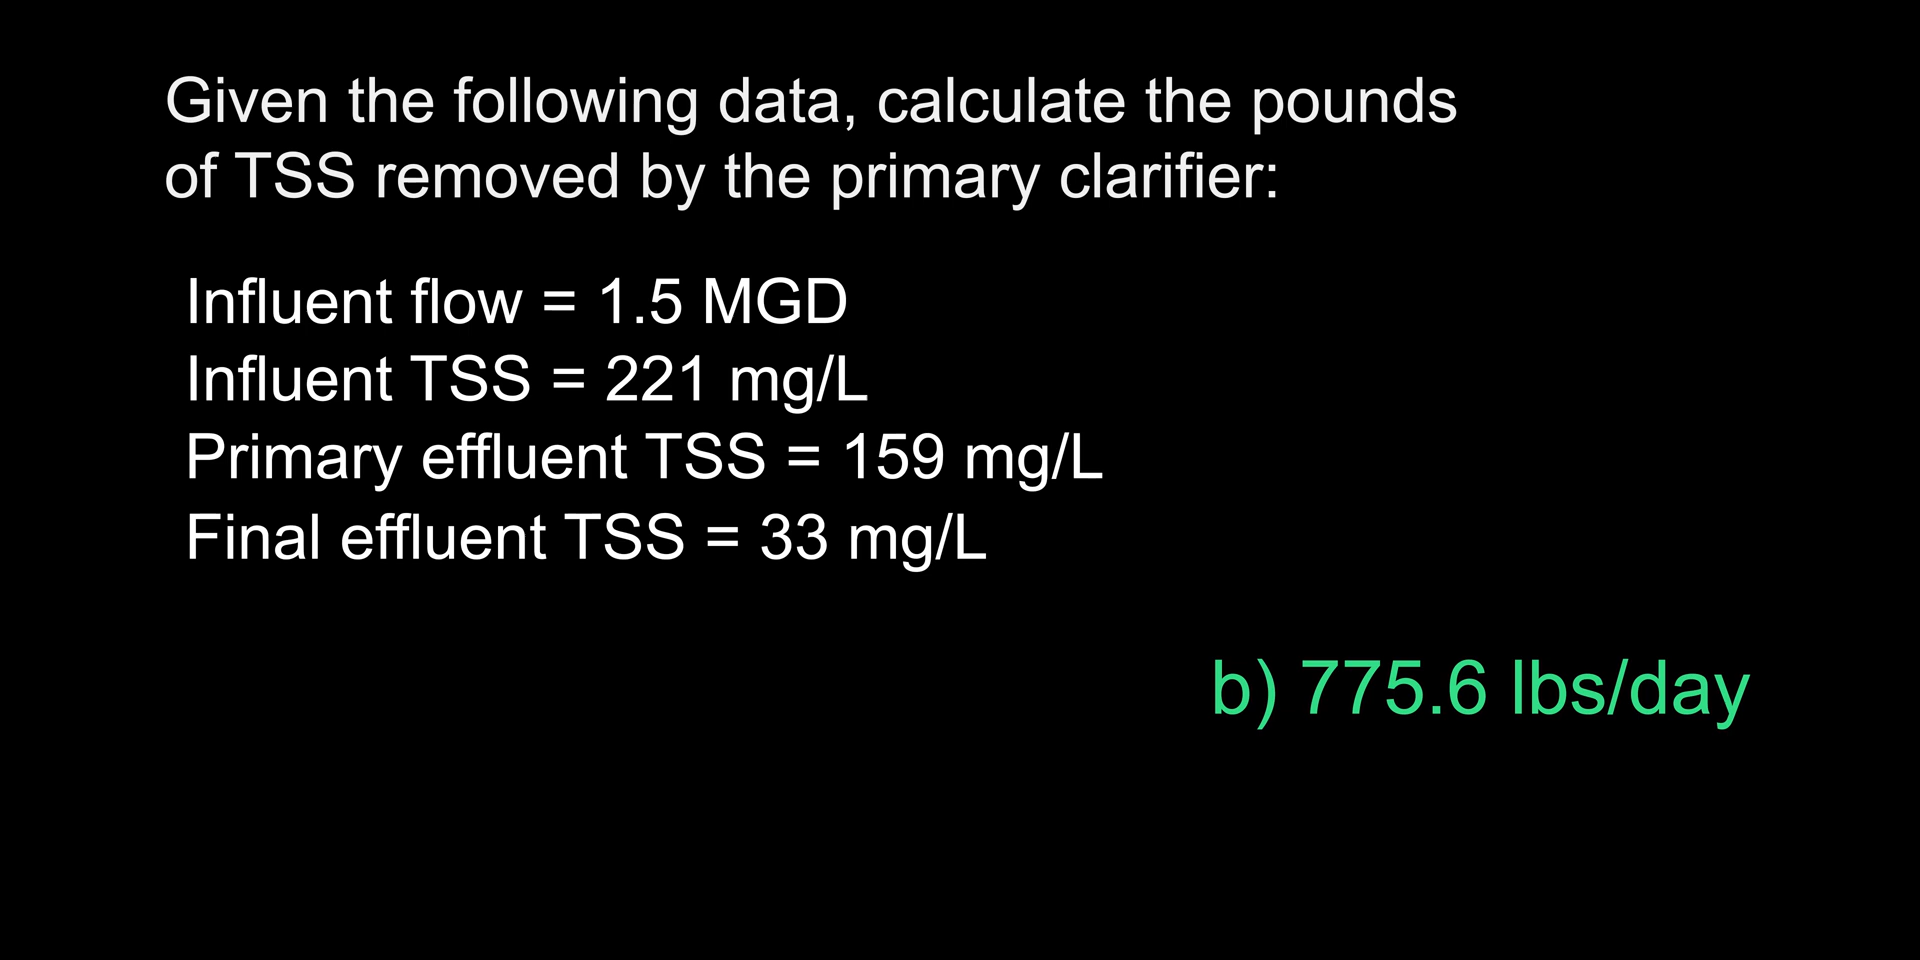 Given the following data, calculate the pounds
of TSS removed by the primary clarifier:
Influent flow = 1.5 MGD
Influent TSS = 221 mg/L
Primary effluent TSS = 159 mg/L
Final effluent TSS = 33 mg/L
b) 775.6 lbs/day